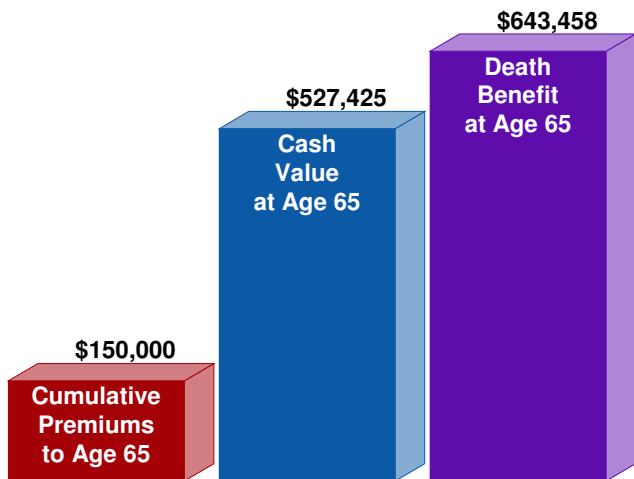 $643,458
Death
Benefit
at Age 65
$527,425
Cash
Value
at Age 65
$150,000
Cumulative
Premiums
to Age 65